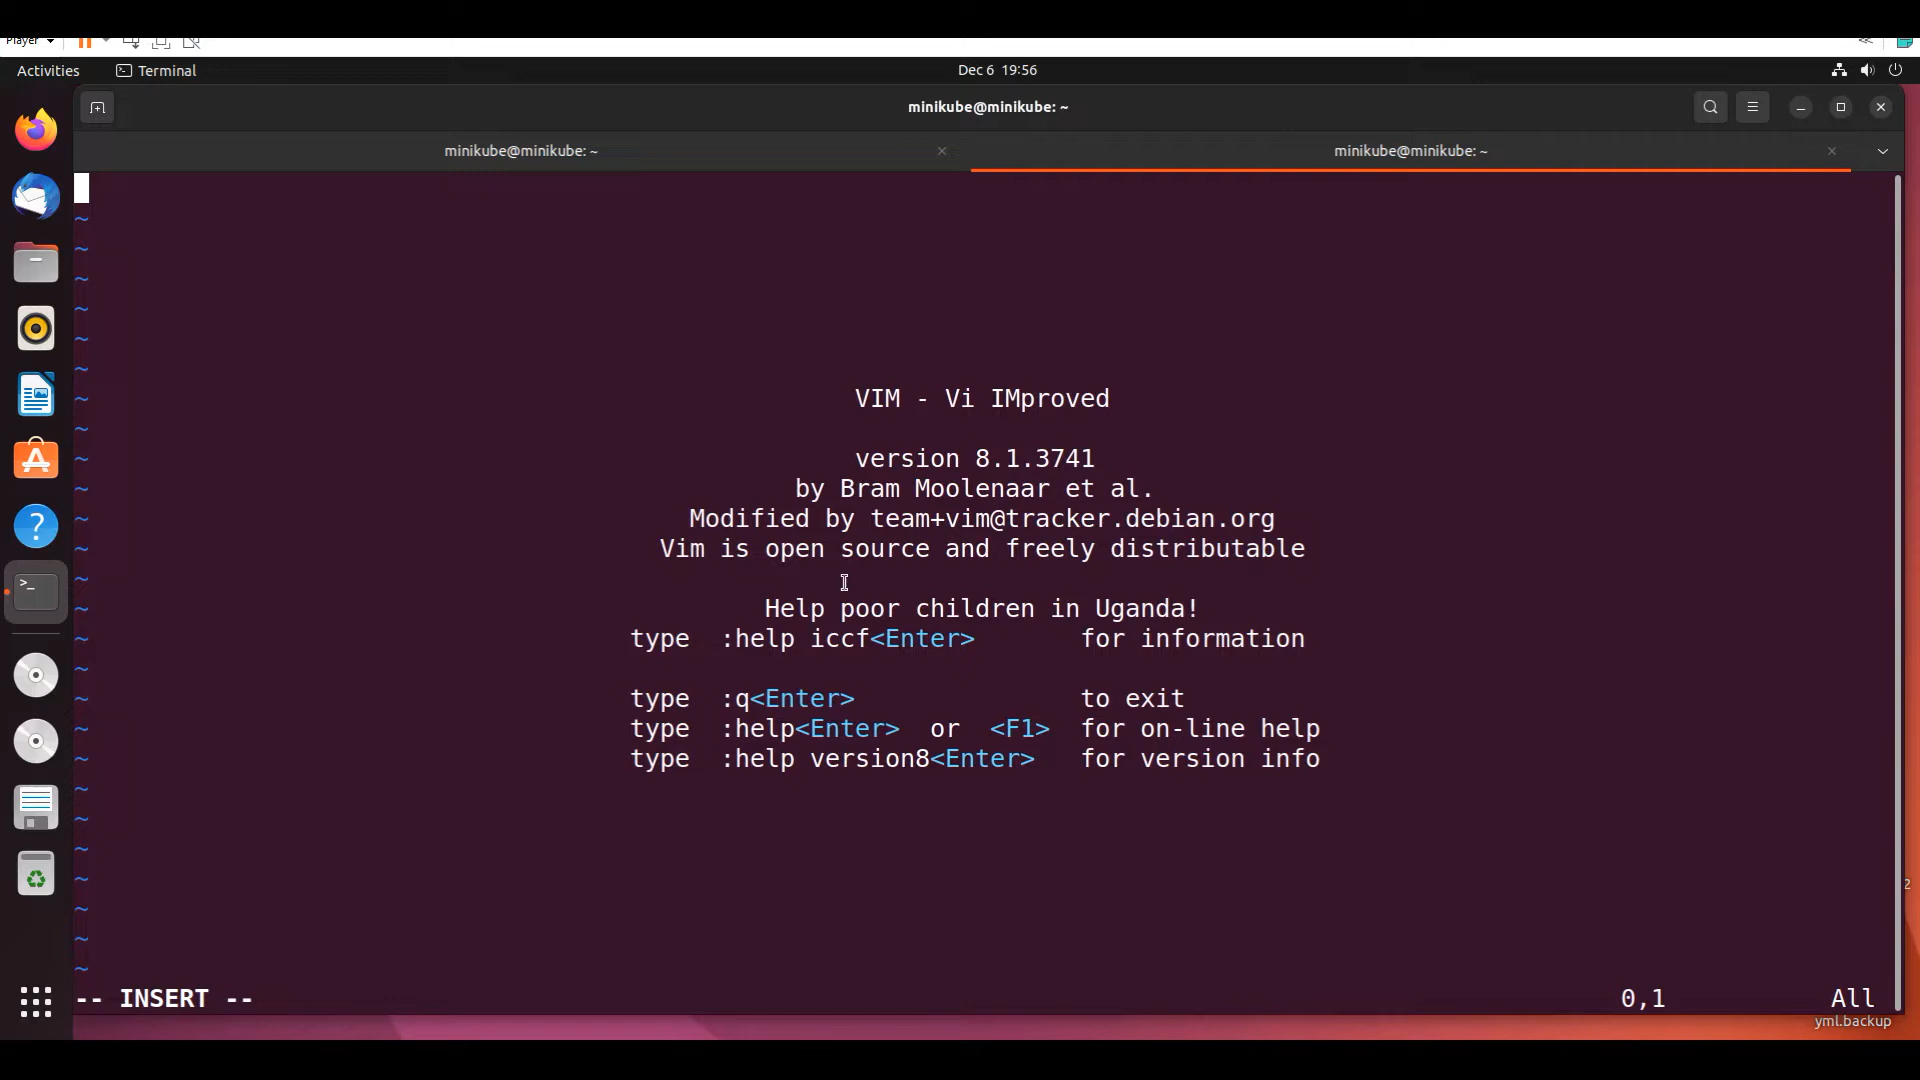 Player
Activities
Terminal
Dec 6 19:56
minikube@minikube: ~
minikube@minikube: ~
minikube@minikube: ~
~
~
~
~
~
~
~
VIM - Vi IMproved
~
~
version 8.1.3741
~
by Bram Moolenaar et al.
~
Modified by team+vim@tracker.debian.org
~
Vim is open source and freely distributable
~
~
Help poor children in Uganda!
~
type :help iccf<Enter> for information
~
~
type :q<Enter> to exit
~
type :help<Enter> or <F1> for on-line help
~
type :help version8<Enter> for version info
~
~
~
~
~
~
~
-- INSERT --
0,1
All
yml.backup
2